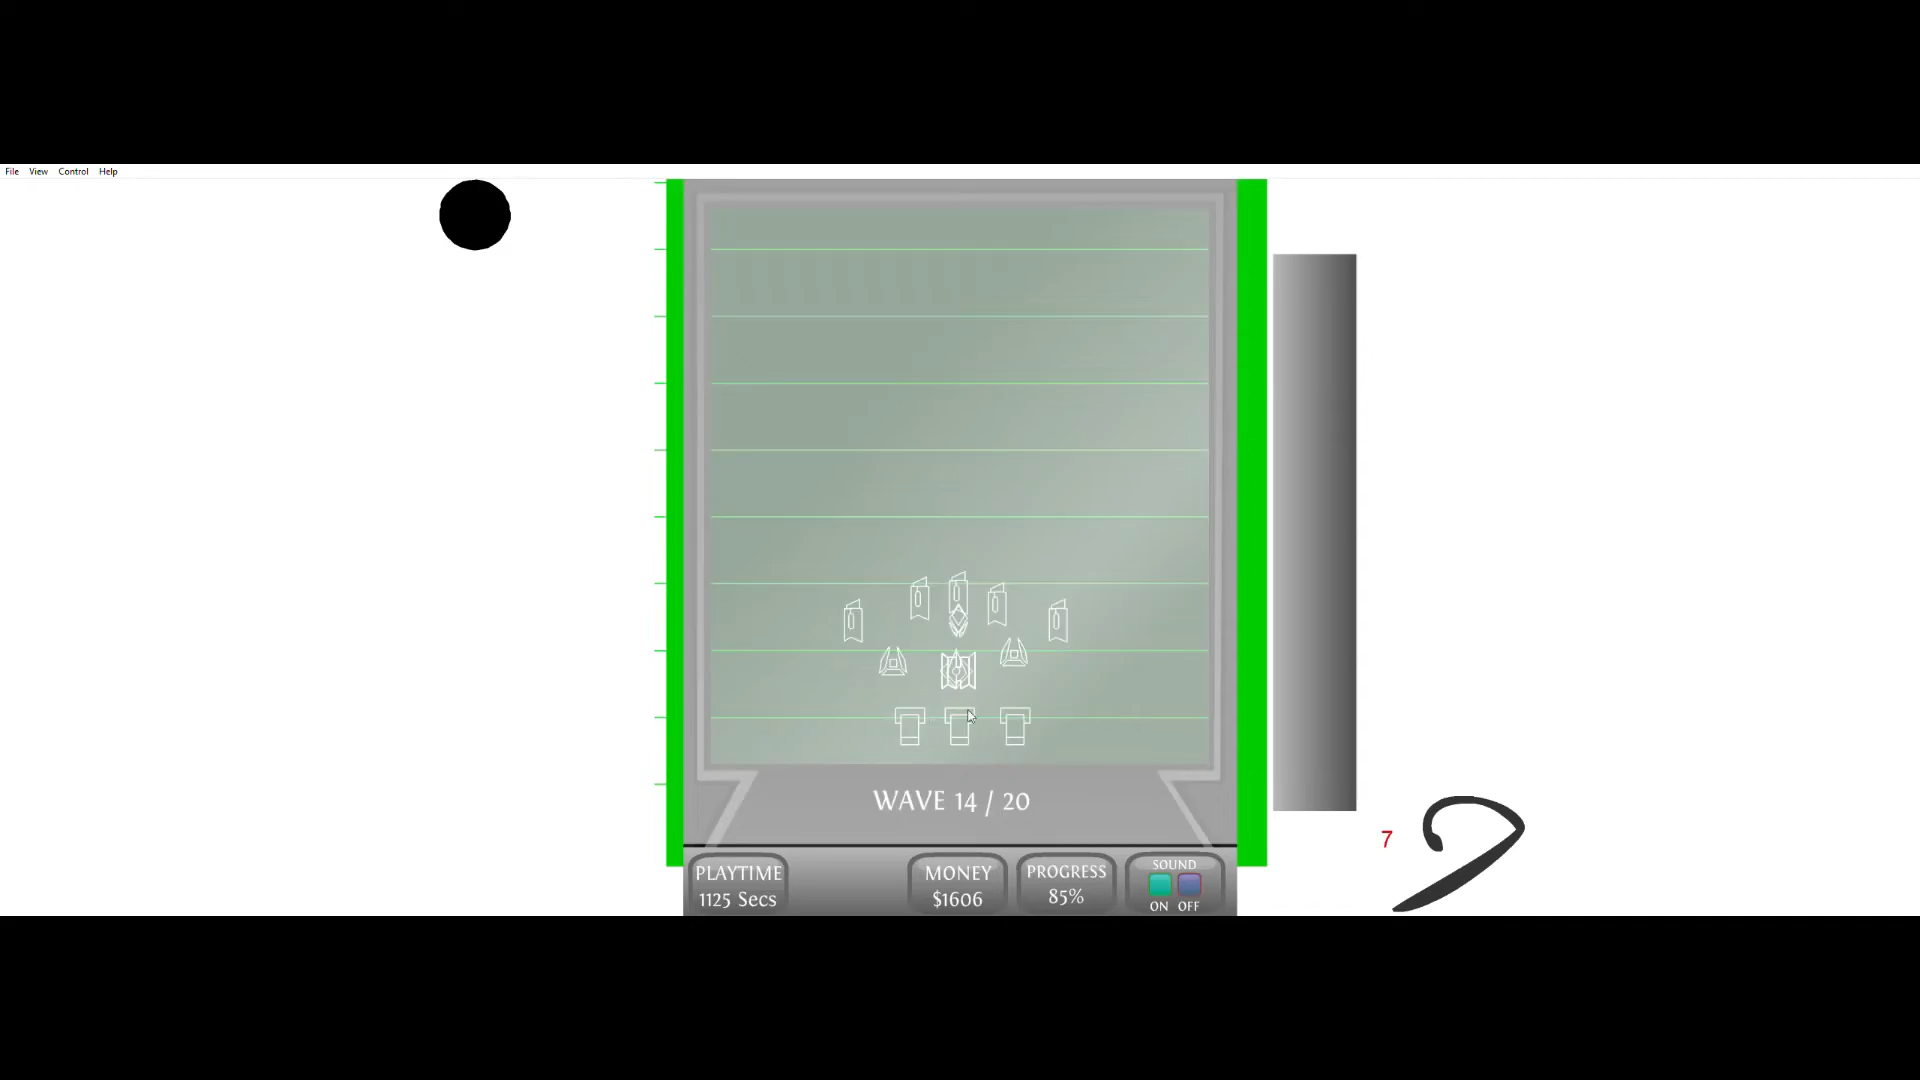 File View Control Help
WAVE 14 / 20
7
PLAYTIME
1125 Secs
MONEY
$1606
PROGRESS
85%
SOUND
ON OFF